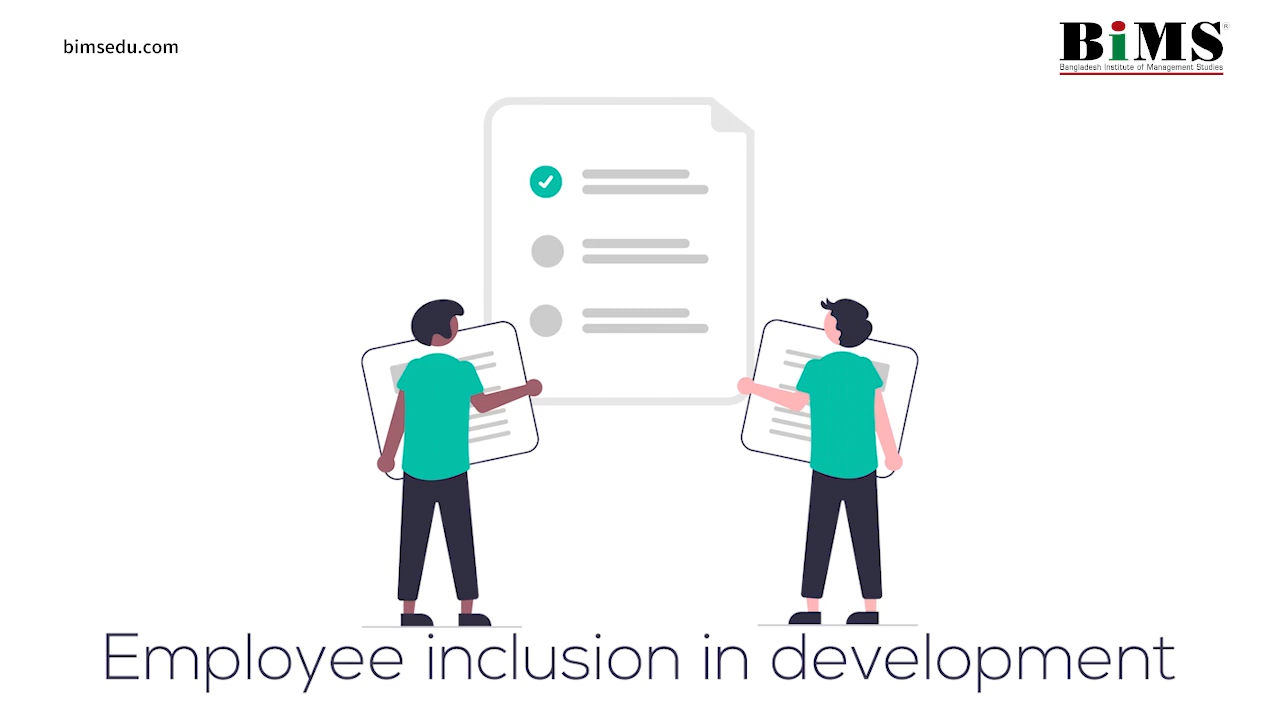 bimsedu.com
BiMS®
Bangladesh Institute of Management Studies
Employee inclusion in development